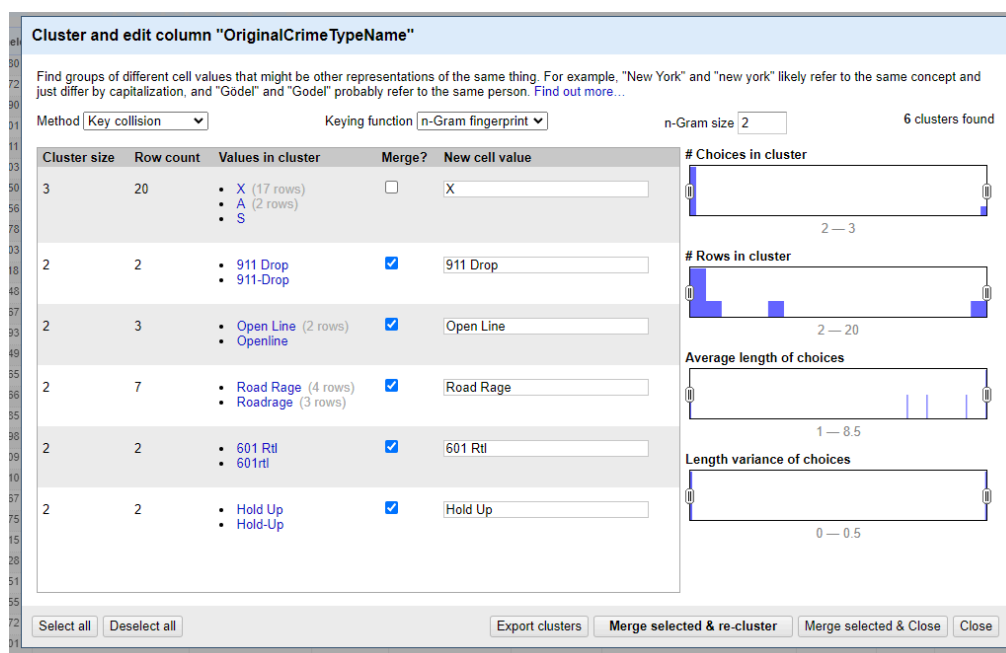 Cluster and edit column "OriginalCrimeTypeName"
Find groups of different cell values that might be other representations of the same thing. For example, "New York" and "new york" likely refer to the same concept and
just differ by capitalization, and "Gödel" and "Godel" probably refer to the same person. Find out more…
Method Key collision Keying function n-Gram fingerprint n-Gram size 2 6 clusters found
Cluster size Row count Values in cluster Merge? New cell value
3 20 • X (17 rows) X
• A (2 rows)
• S
2 2 • 911 Drop 911 Drop
• 911-Drop
2 3 • Open Line (2 rows) Open Line
• Openline
2 7 • Road Rage (4 rows) Road Rage
• Roadrage (3 rows)
2 2 • 601 Rtl 601 Rtl
• 601rtl
2 2 • Hold Up Hold Up
• Hold-Up
# Choices in cluster
2 — 3
# Rows in cluster
2 — 20
Average length of choices
1 — 8.5
Length variance of choices
0 — 0.5
Select all Deselect all Export clusters Merge selected & re-cluster Merge selected & Close Close